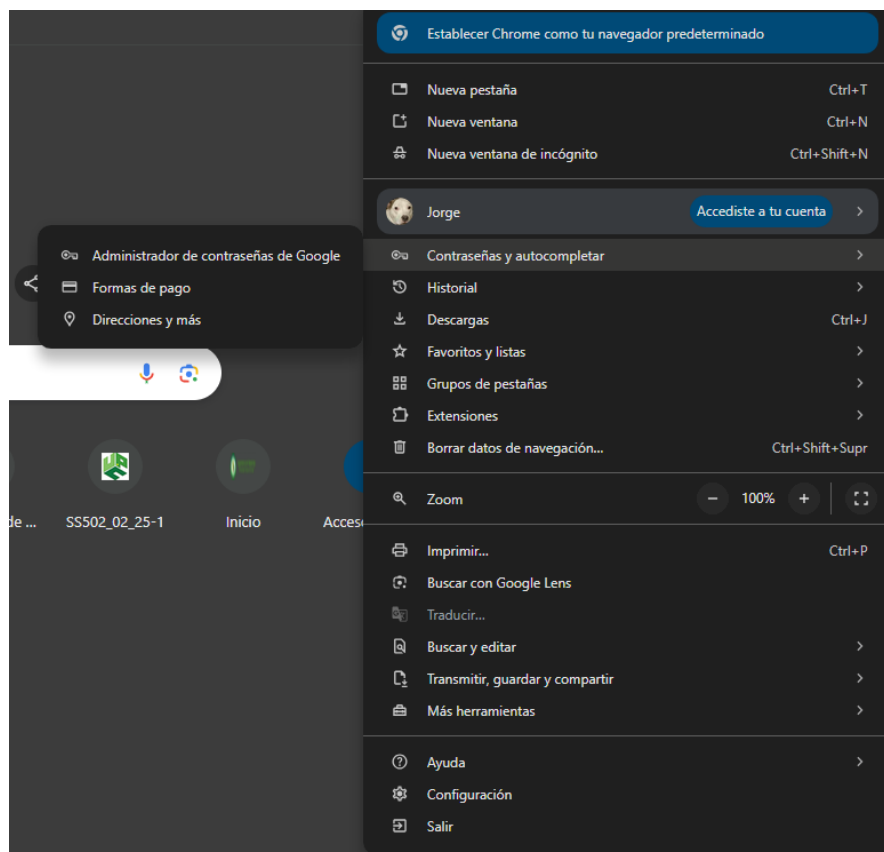 Establecer Chrome como tu navegador predeterminado
Nueva pestaña Ctrl+T
Nueva ventana Ctrl+N
Nueva ventana de incógnito Ctrl+Shift+N
Jorge Accediste a tu cuenta
Contraseñas y autocompletar
Historial
Descargas Ctrl+J
Favoritos y listas
Grupos de pestañas
Extensiones
Borrar datos de navegación... Ctrl+Shift+Supr
Zoom - 100% +
Imprimir... Ctrl+P
Buscar con Google Lens
Traducir...
Buscar y editar
Transmitir, guardar y compartir
Más herramientas
Ayuda
Configuración
Salir
Administrador de contraseñas de Google
Formas de pago
Direcciones y más
de ... SS502_02_25-1 Inicio Acceso